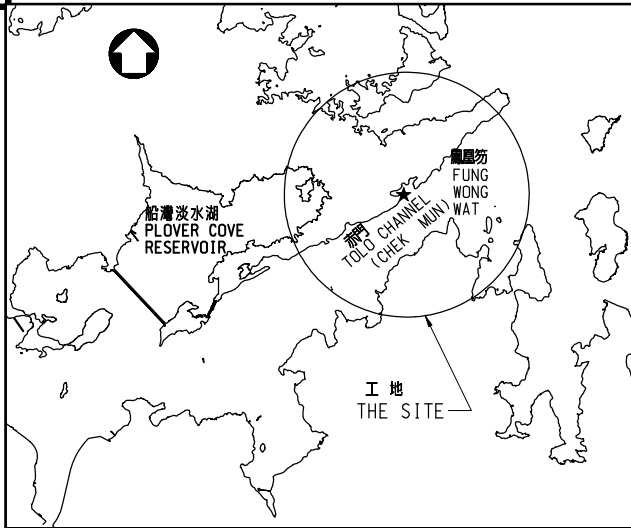 鳳凰笏
FUNG
WONG
WAT
船灣淡水湖
PLOVER COVE
RESERVOIR
赤門
TOLO CHANNEL
(CHEK MUN)
工地
THE SITE